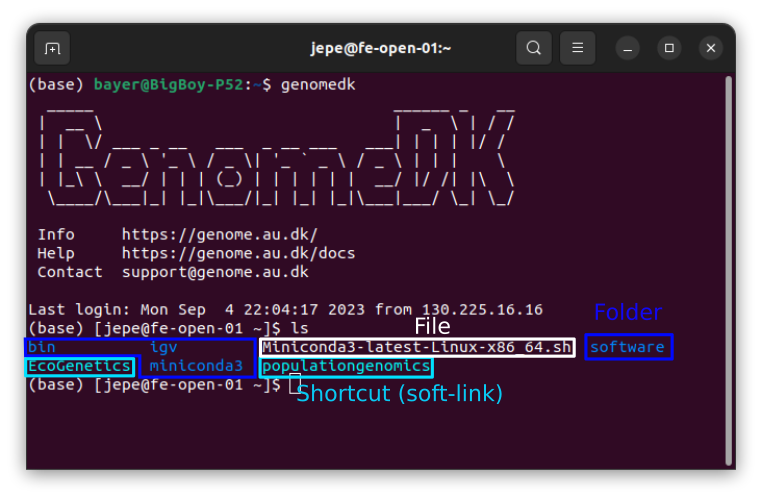 jepe@fe-open-01:~
(base) bayer@BigBoy-P52:~$ genomedk
GenomeDK
Info https://genome.au.dk/
Help https://genome.au.dk/docs
Contact support@genome.au.dk
Last login: Mon Sep  4 22:04:17 2023 from 130.225.16.16
Folder
(base) [jepe@fe-open-01 ~]$ ls
File
bin igv Miniconda3-latest-Linux-x86_64.sh software
EcoGenetics miniconda3 populationgenomics
(base) [jepe@fe-open-01 ~]$
Shortcut (soft-link)